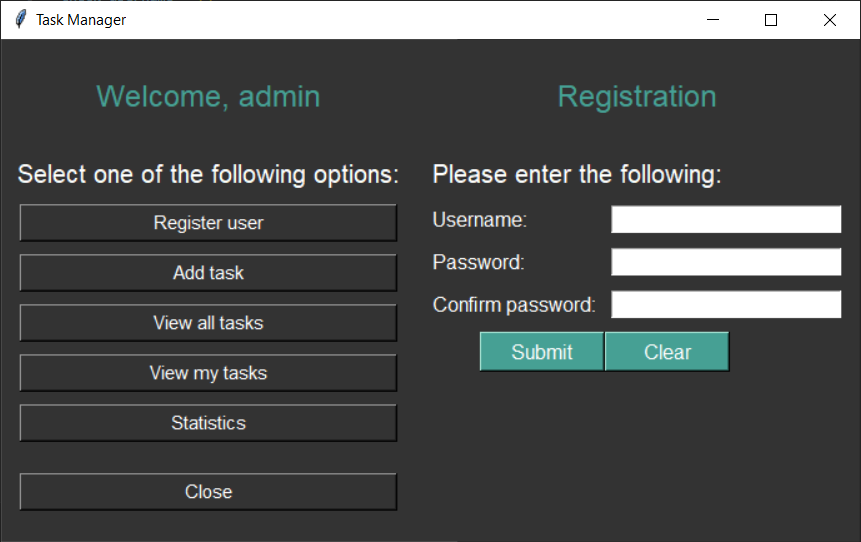 Task Manager
Welcome, admin
Select one of the following options:
Register user
Add task
View all tasks
View my tasks
Statistics
Close
Registration
Please enter the following:
Username:
Password:
Confirm password:
Submit Clear